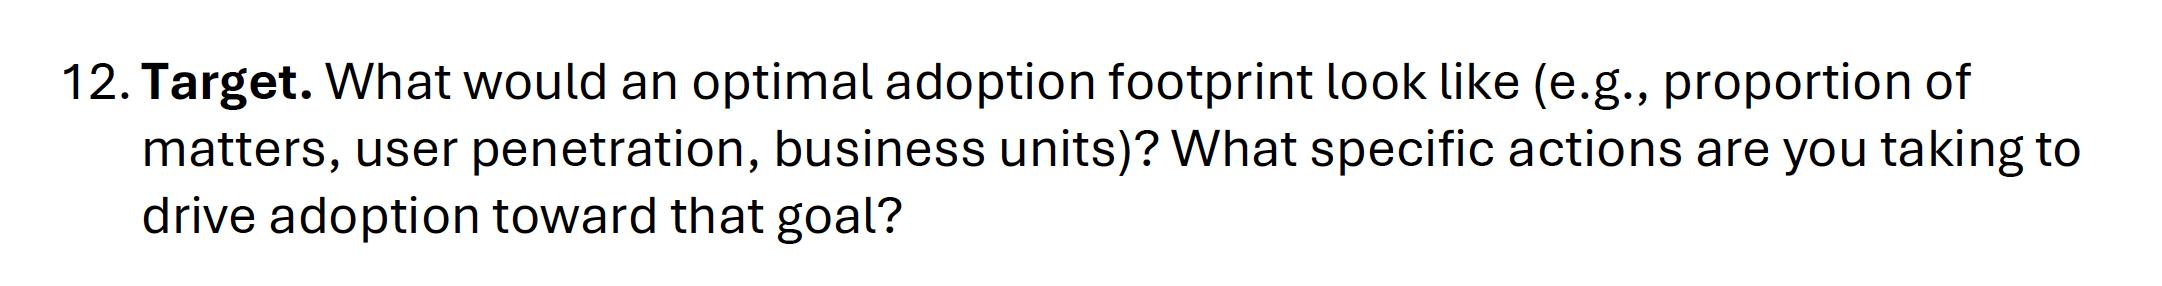 12. Target. What would an optimal adoption footprint look like (e.g., proportion of
matters, user penetration, business units)? What specific actions are you taking to
drive adoption toward that goal?